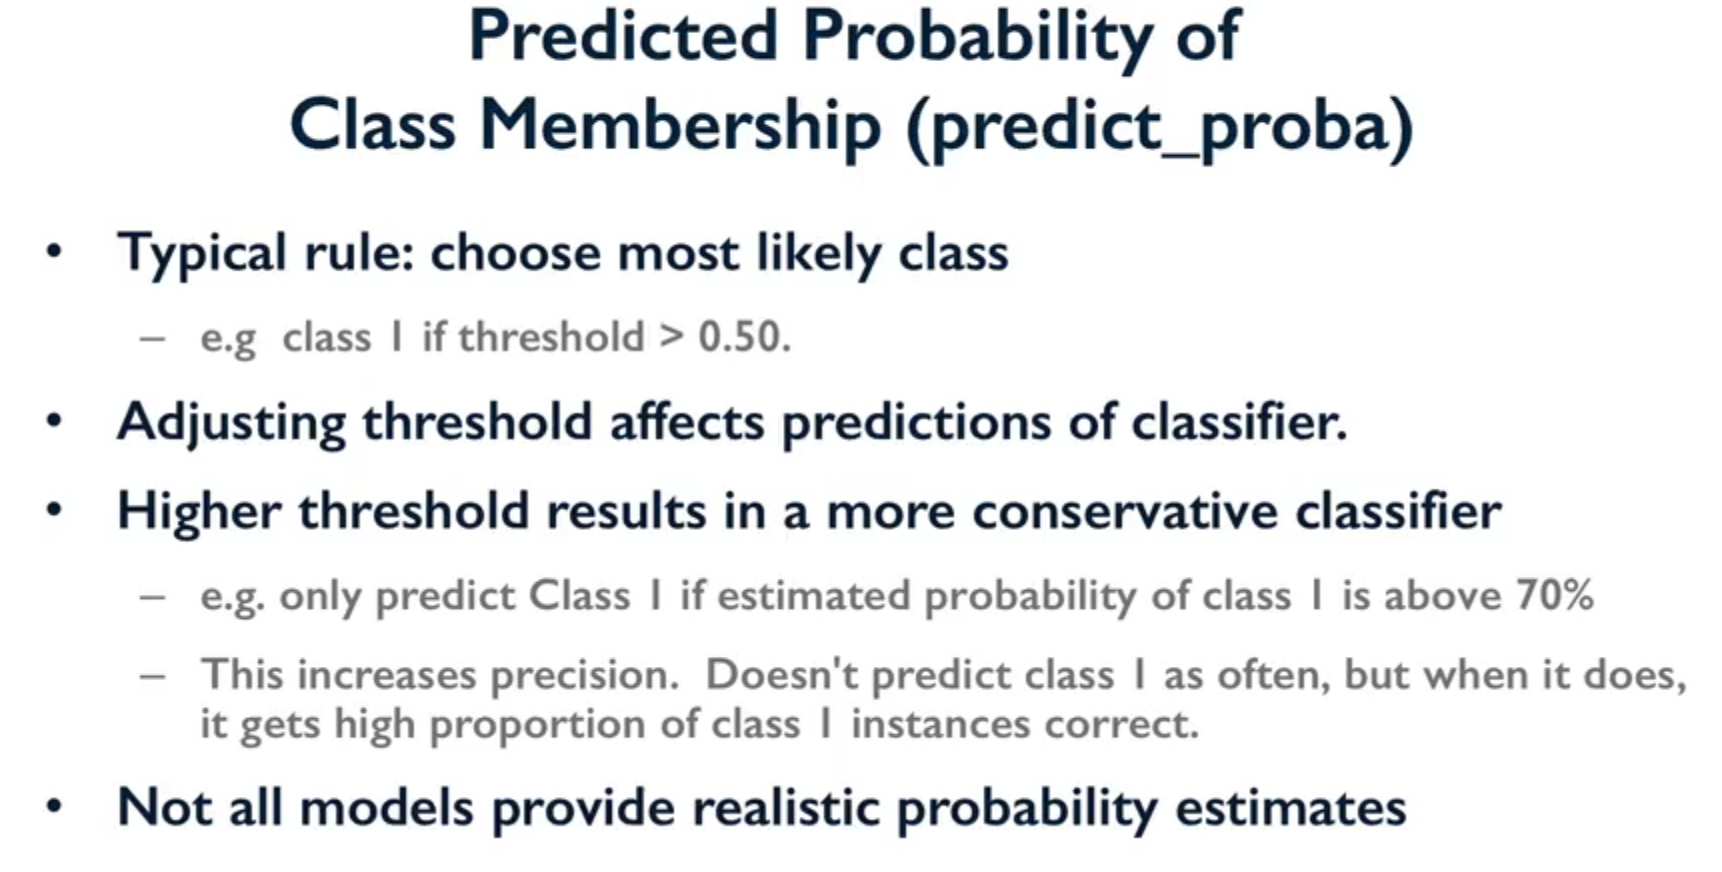 Predicted Probability of
Class Membership (predict_proba)
• Typical rule: choose most likely class
– e.g class 1 if threshold > 0.50.
• Adjusting threshold affects predictions of classifier.
• Higher threshold results in a more conservative classifier
– e.g. only predict Class 1 if estimated probability of class 1 is above 70%
– This increases precision. Doesn't predict class 1 as often, but when it does,
it gets high proportion of class 1 instances correct.
• Not all models provide realistic probability estimates